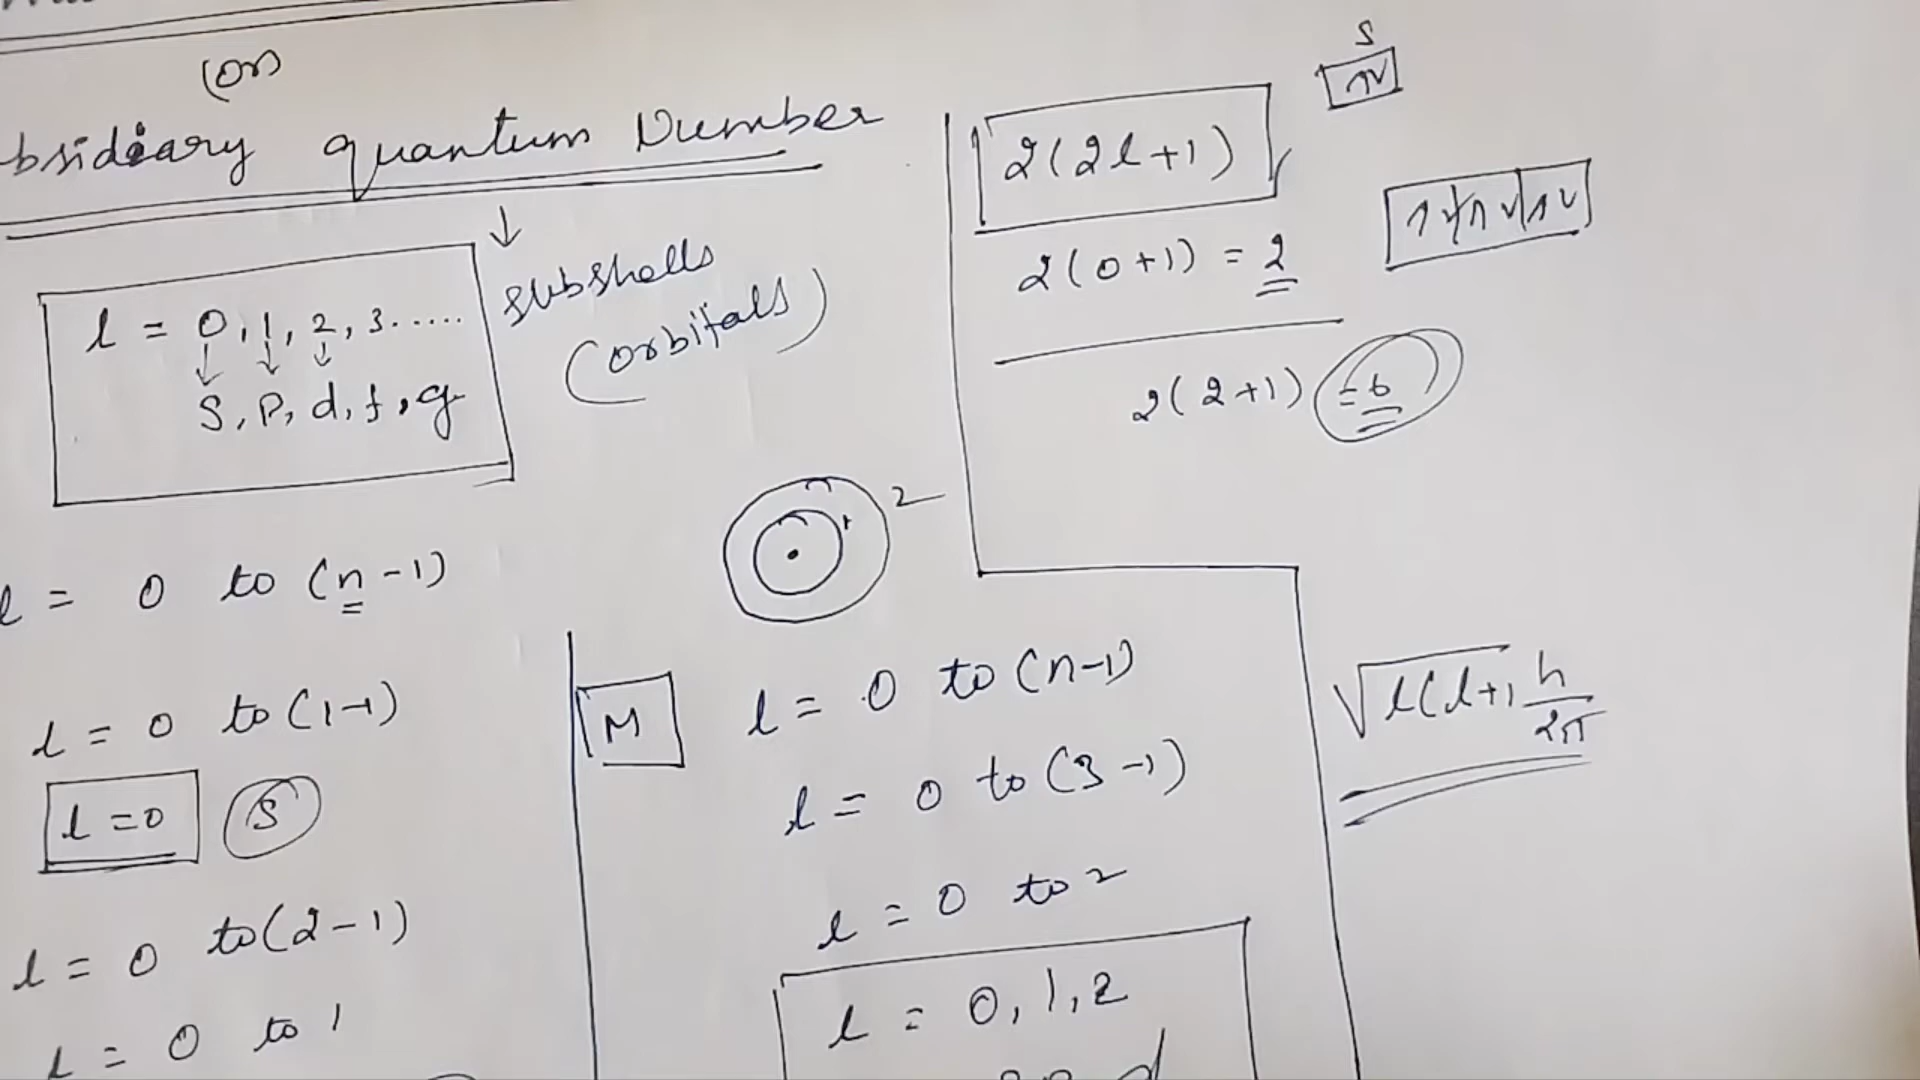 (or)
bsidiary quantum Number
↓
subshells
(orbitals)
l = 0, 1, 2, 3.....
↓ ↓ ↓
S, P, d, f, g
l = 0 to (n-1)
l = 0 to (1-1)
l = 0 S
l = 0 to (2-1)
l = 0 to 1
2(2l+1)
2(0+1) = 2
2(2+1) = 6
S
1 2
M
l = 0 to (n-1)
l = 0 to (3-1)
l = 0 to 2
l = 0, 1, 2
√l(l+1) h/2π